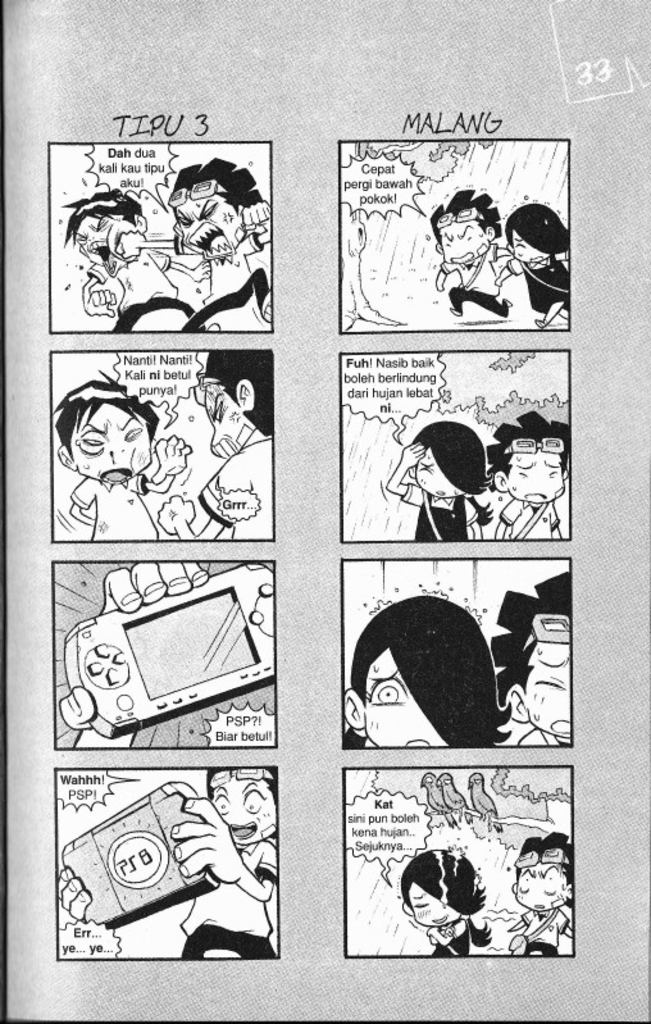 33
TIPU 3
Dah dua
kali kau tipu
aku!
Nanti! Nanti!
Kali ni betul
punya!
Grrr...
PSP?!
Biar betul!
Wahhh!
PSP!
PS8
Err...
ye... ye...
MALANG
Cepat
pergi bawah
pokok!
Fuh! Nasib baik
boleh berlindung
dari hujan lebat
ni...
Kat
sini pun boleh
kena hujan..
Sejuknya...